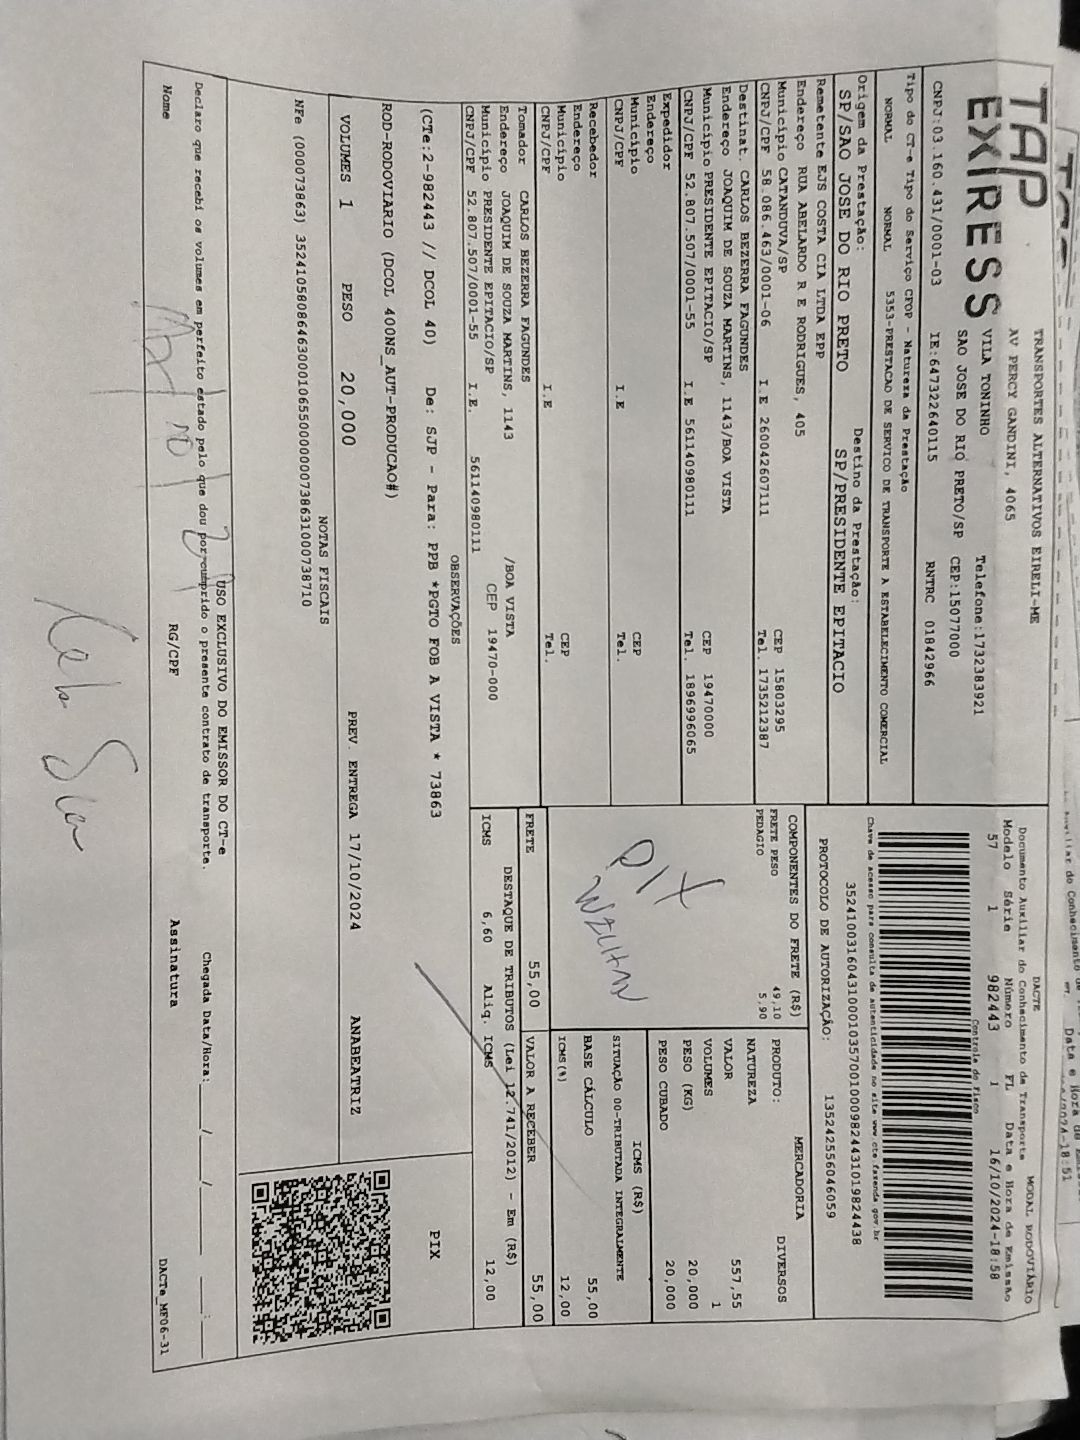 TAP
EXIRESS
TRANSPORTES ALTERNATIVOS EIRELI-ME
AV PERCY GANDINI, 4065
VILA TONINHO
SAO JOSE DO RIO PRETO/SP CEP:15077000
Telefone:1732383921
CNPJ:03.160.431/0001-03 IE:647322640115 RNTRC 01842966
Tipo do CT-e Tipo do Serviço CFOP - Natureza da Prestação
NORMAL NORMAL 5353-PRESTACAO DE SERVICO DE TRANSPORTE A ESTABELECIMENTO COMERCIAL
Origem da Prestação: Destino da Prestação:
SP/SAO JOSE DO RIO PRETO SP/PRESIDENTE EPITACIO
Remetente EJS COSTA CIA LTDA EPP
Endereço RUA ABELARDO R E RODRIGUES, 405
Município CATANDUVA/SP CEP 15803295
CNPJ/CPF 58.086.463/0001-06 I.E 260042607111 Tel. 1735212387
Destinat. CARLOS BEZERRA FAGUNDES
Endereço JOAQUIM DE SOUZA MARTINS, 1143/BOA VISTA
Município PRESIDENTE EPITACIO/SP CEP 19470000
CNPJ/CPF 52.807.507/0001-55 I.E 561140980111 Tel. 18969996065
Expedidor
Endereço
Município CEP
CNPJ/CPF I.E Tel.
Recebedor
Endereço
Município CEP
CNPJ/CPF I.E Tel.
Tomador CARLOS BEZERRA FAGUNDES
Endereço JOAQUIM DE SOUZA MARTINS, 1143 /BOA VISTA
Município PRESIDENTE EPITACIO/SP CEP 19470-000
CNPJ/CPF 52.807.507/0001-55 I.E. 561140980111
DACTE MODAL RODOVIÁRIO
Documento Auxiliar do Conhecimento de Transporte
Modelo Série Número FL Data e Hora de Emissão
57 1 982443 1 16/10/2024-18:58
Controle do Fisco
Chave de acesso para consulta de autenticidade no site www.cte.fazenda.gov.br
35241003160431000103570010009824431019824438
PROTOCOLO DE AUTORIZAÇÃO: 135242556046059
COMPONENTES DO FRETE (R$)
FRETE PESO 49,10
PEDAGIO 5,90
PIX
MERCADORIA
PRODUTO: DIVERSOS
NATUREZA
VALOR 557,55
VOLUMES 1
PESO (KG) 20,000
PESO CUBADO 20,000
ICMS (R$)
SITUAÇÃO 00-TRIBUTADA INTEGRALMENTE
BASE CÁLCULO 55,00
ICMS(%) 12,00
FRETE 55,00 VALOR A RECEBER 55,00
DESTAQUE DE TRIBUTOS (Lei 12.741/2012) - Em (R$)
ICMS 6,60 Aliq. ICMS 12,00
OBSERVAÇÕES
(CTe:2-982443 // DCOL 40) De: SJP - Para: PPB *PGTO FOB A VISTA * 73863
ROD-RODOVIARIO (DCOL 400NS_AUT-PRODUCAO#)
PIX
VOLUMES 1 PESO 20,000 PREV. ENTREGA 17/10/2024 ANABEATRIZ
NOTAS FISCAIS
NFe (000073863) 35241058086463000106550000000738631000738710
USO EXCLUSIVO DO EMISSOR DO CT-e
Declaro que recebi os volumes em perfeito estado pelo que dou por cumprido o presente contrato de transporte. Chegada Data/Hora:___/___/___ ___:___
Nome RG/CPF Assinatura DACTe_MF06-31